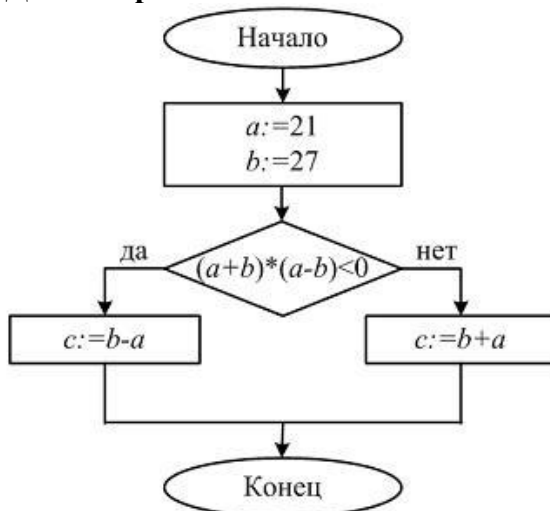 Начало
a:=21
b:=27
да
(a+b)*(a-b)<0
нет
c:=b-a
c:=b+a
Конец